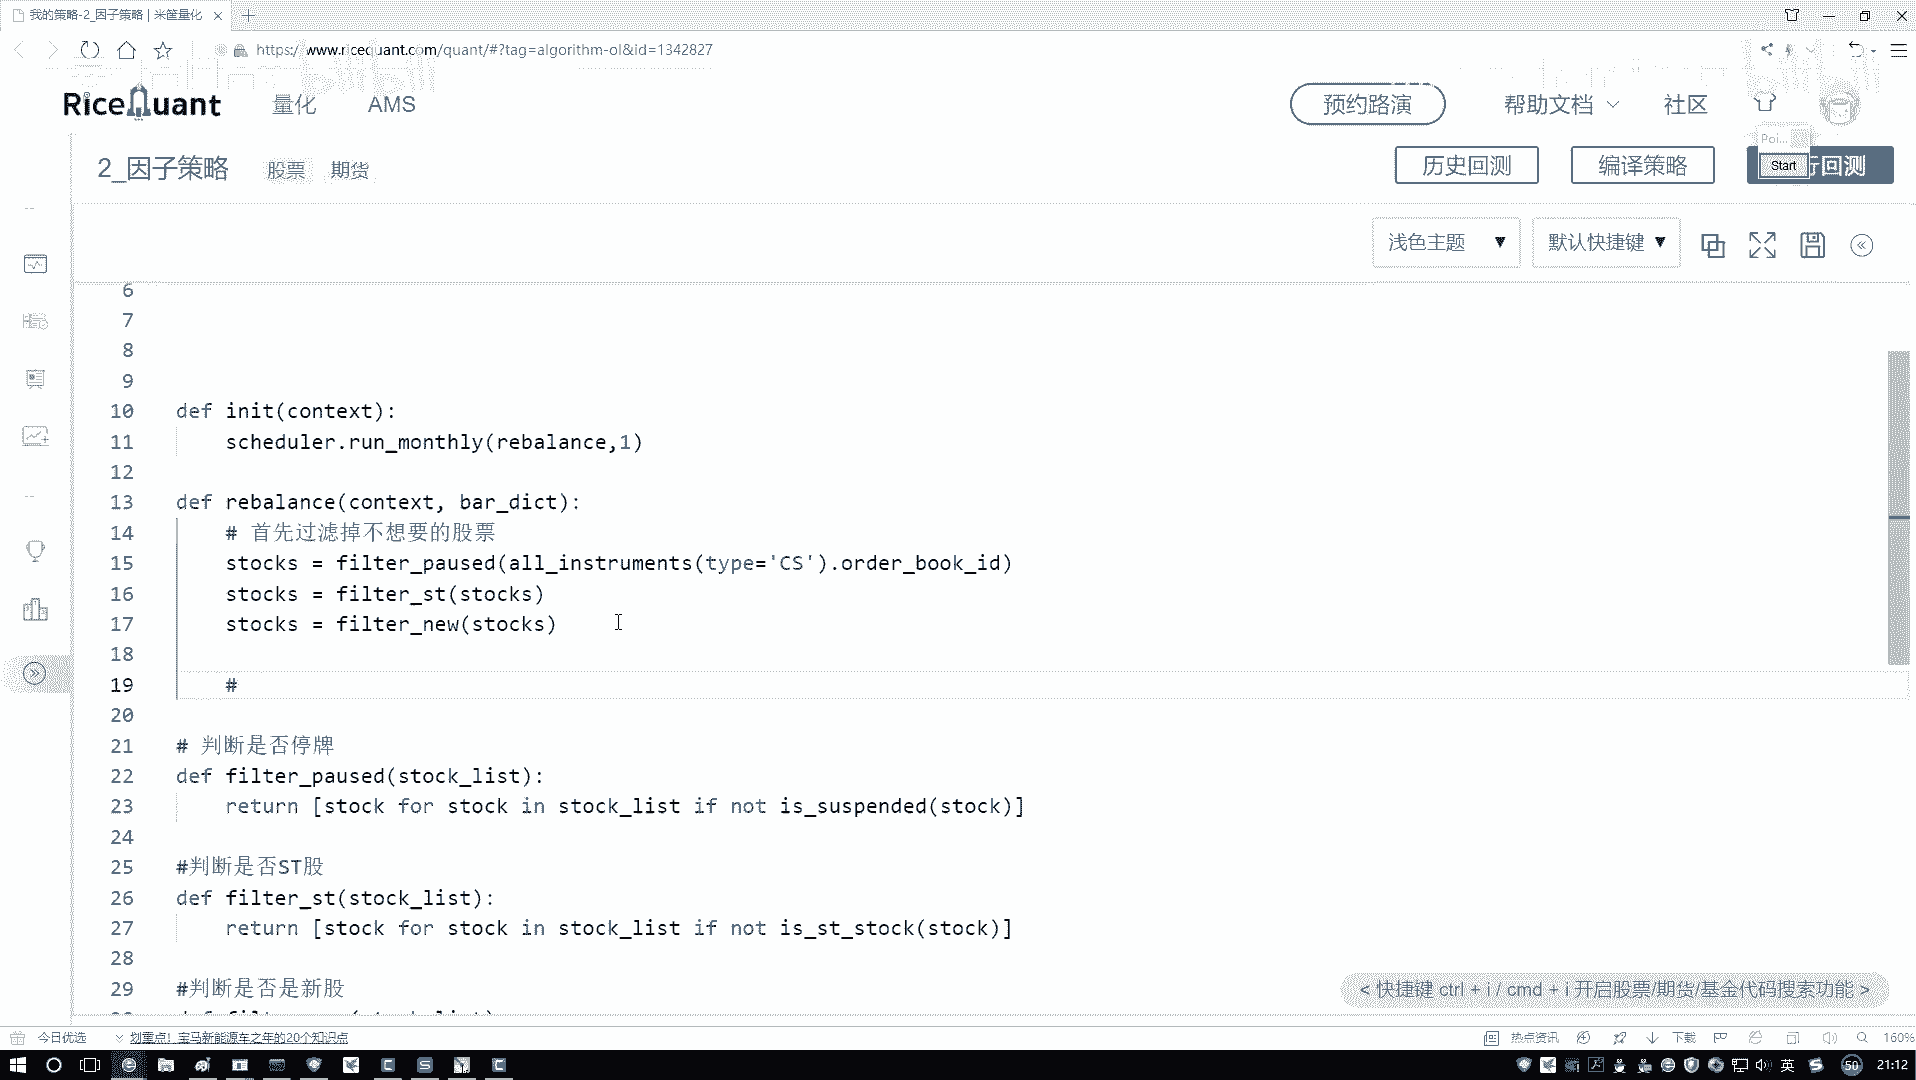 我的策略-2_因子策略 | 米筐量化
https://www.ricequant.com/quant/#?tag=algorithm-ol&id=1342827
RiceQuant 量化 AMS 预约路演 帮助文档 社区
Poi...
2_因子策略 股票 期货 历史回测 编译策略 Start 行回测
浅色主题 默认快捷键
6
7
8
9
10 def init(context):
11 scheduler.run_monthly(rebalance,1)
12
13 def rebalance(context, bar_dict):
14 # 首先过滤掉不想要的股票
15 stocks = filter_paused(all_instruments(type='CS').order_book_id)
16 stocks = filter_st(stocks)
17 stocks = filter_new(stocks)
18
19 #
20
21 # 判断是否停牌
22 def filter_paused(stock_list):
23 return [stock for stock in stock_list if not is_suspended(stock)]
24
25 #判断是否ST股
26 def filter_st(stock_list):
27 return [stock for stock in stock_list if not is_st_stock(stock)]
28
29 #判断是否是新股
< 快捷键 ctrl + i / cmd + i 开启股票/期货/基金代码搜索功能 >
今日优选 划重点！宝马新能源车之年的20个知识点 热点资讯 下载 160%
英 50 21:12